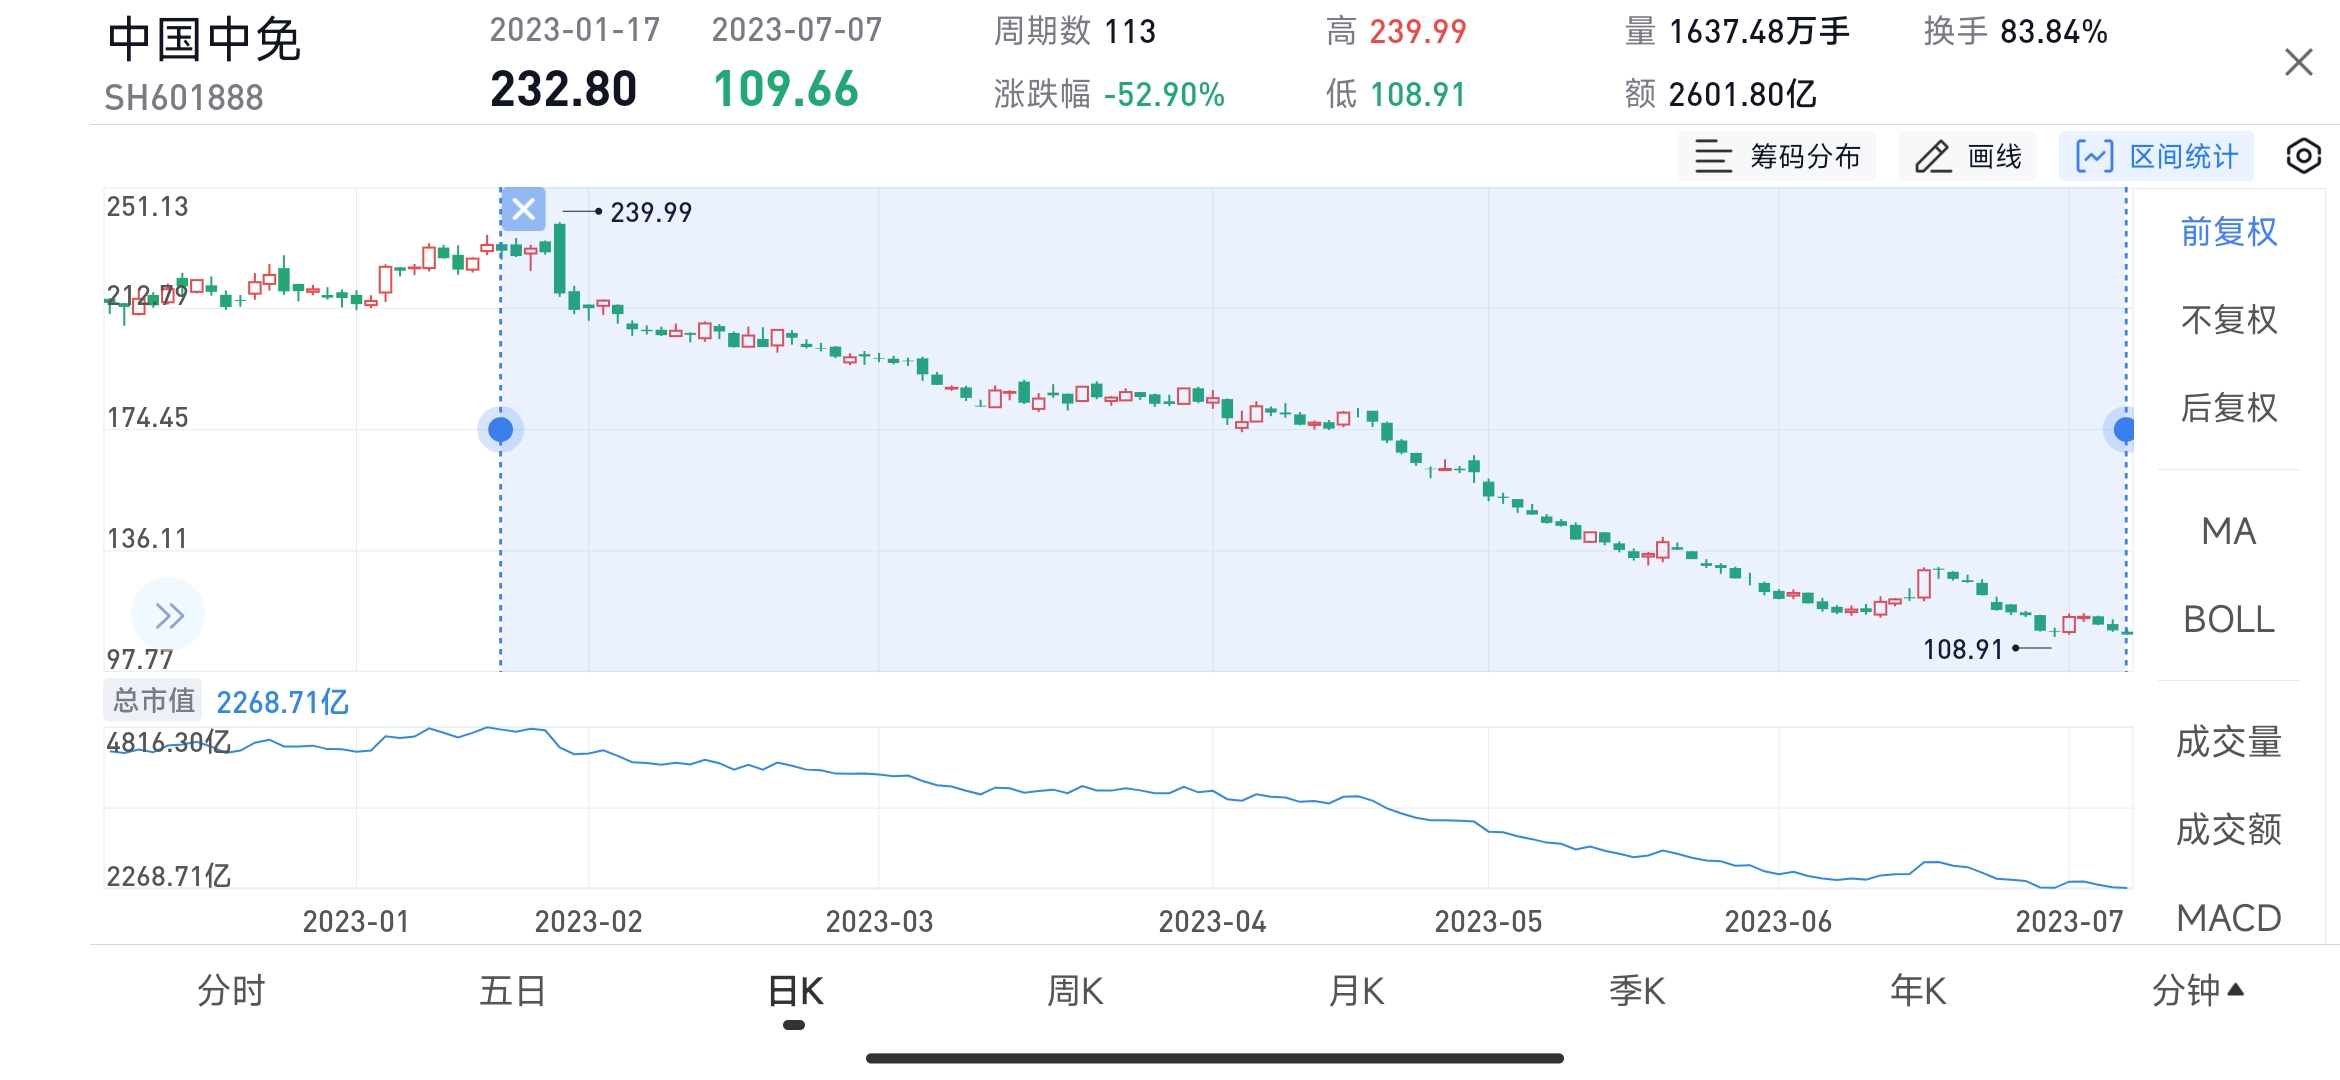 中国中免
SH601888
2023-01-17
232.80
2023-07-07
109.66
周期数 113
涨跌幅 -52.90%
高 239.99
低 108.91
量 1637.48万手
额 2601.80亿
换手 83.84%
筹码分布
画线
区间统计
251.13
239.99
212.79
174.45
136.11
108.91
97.77
前复权
不复权
后复权
MA
BOLL
成交量
成交额
MACD
总市值 2268.71亿
4816.30亿
2268.71亿
2023-01 2023-02 2023-03 2023-04 2023-05 2023-06 2023-07
分时 五日 日K 周K 月K 季K 年K 分钟